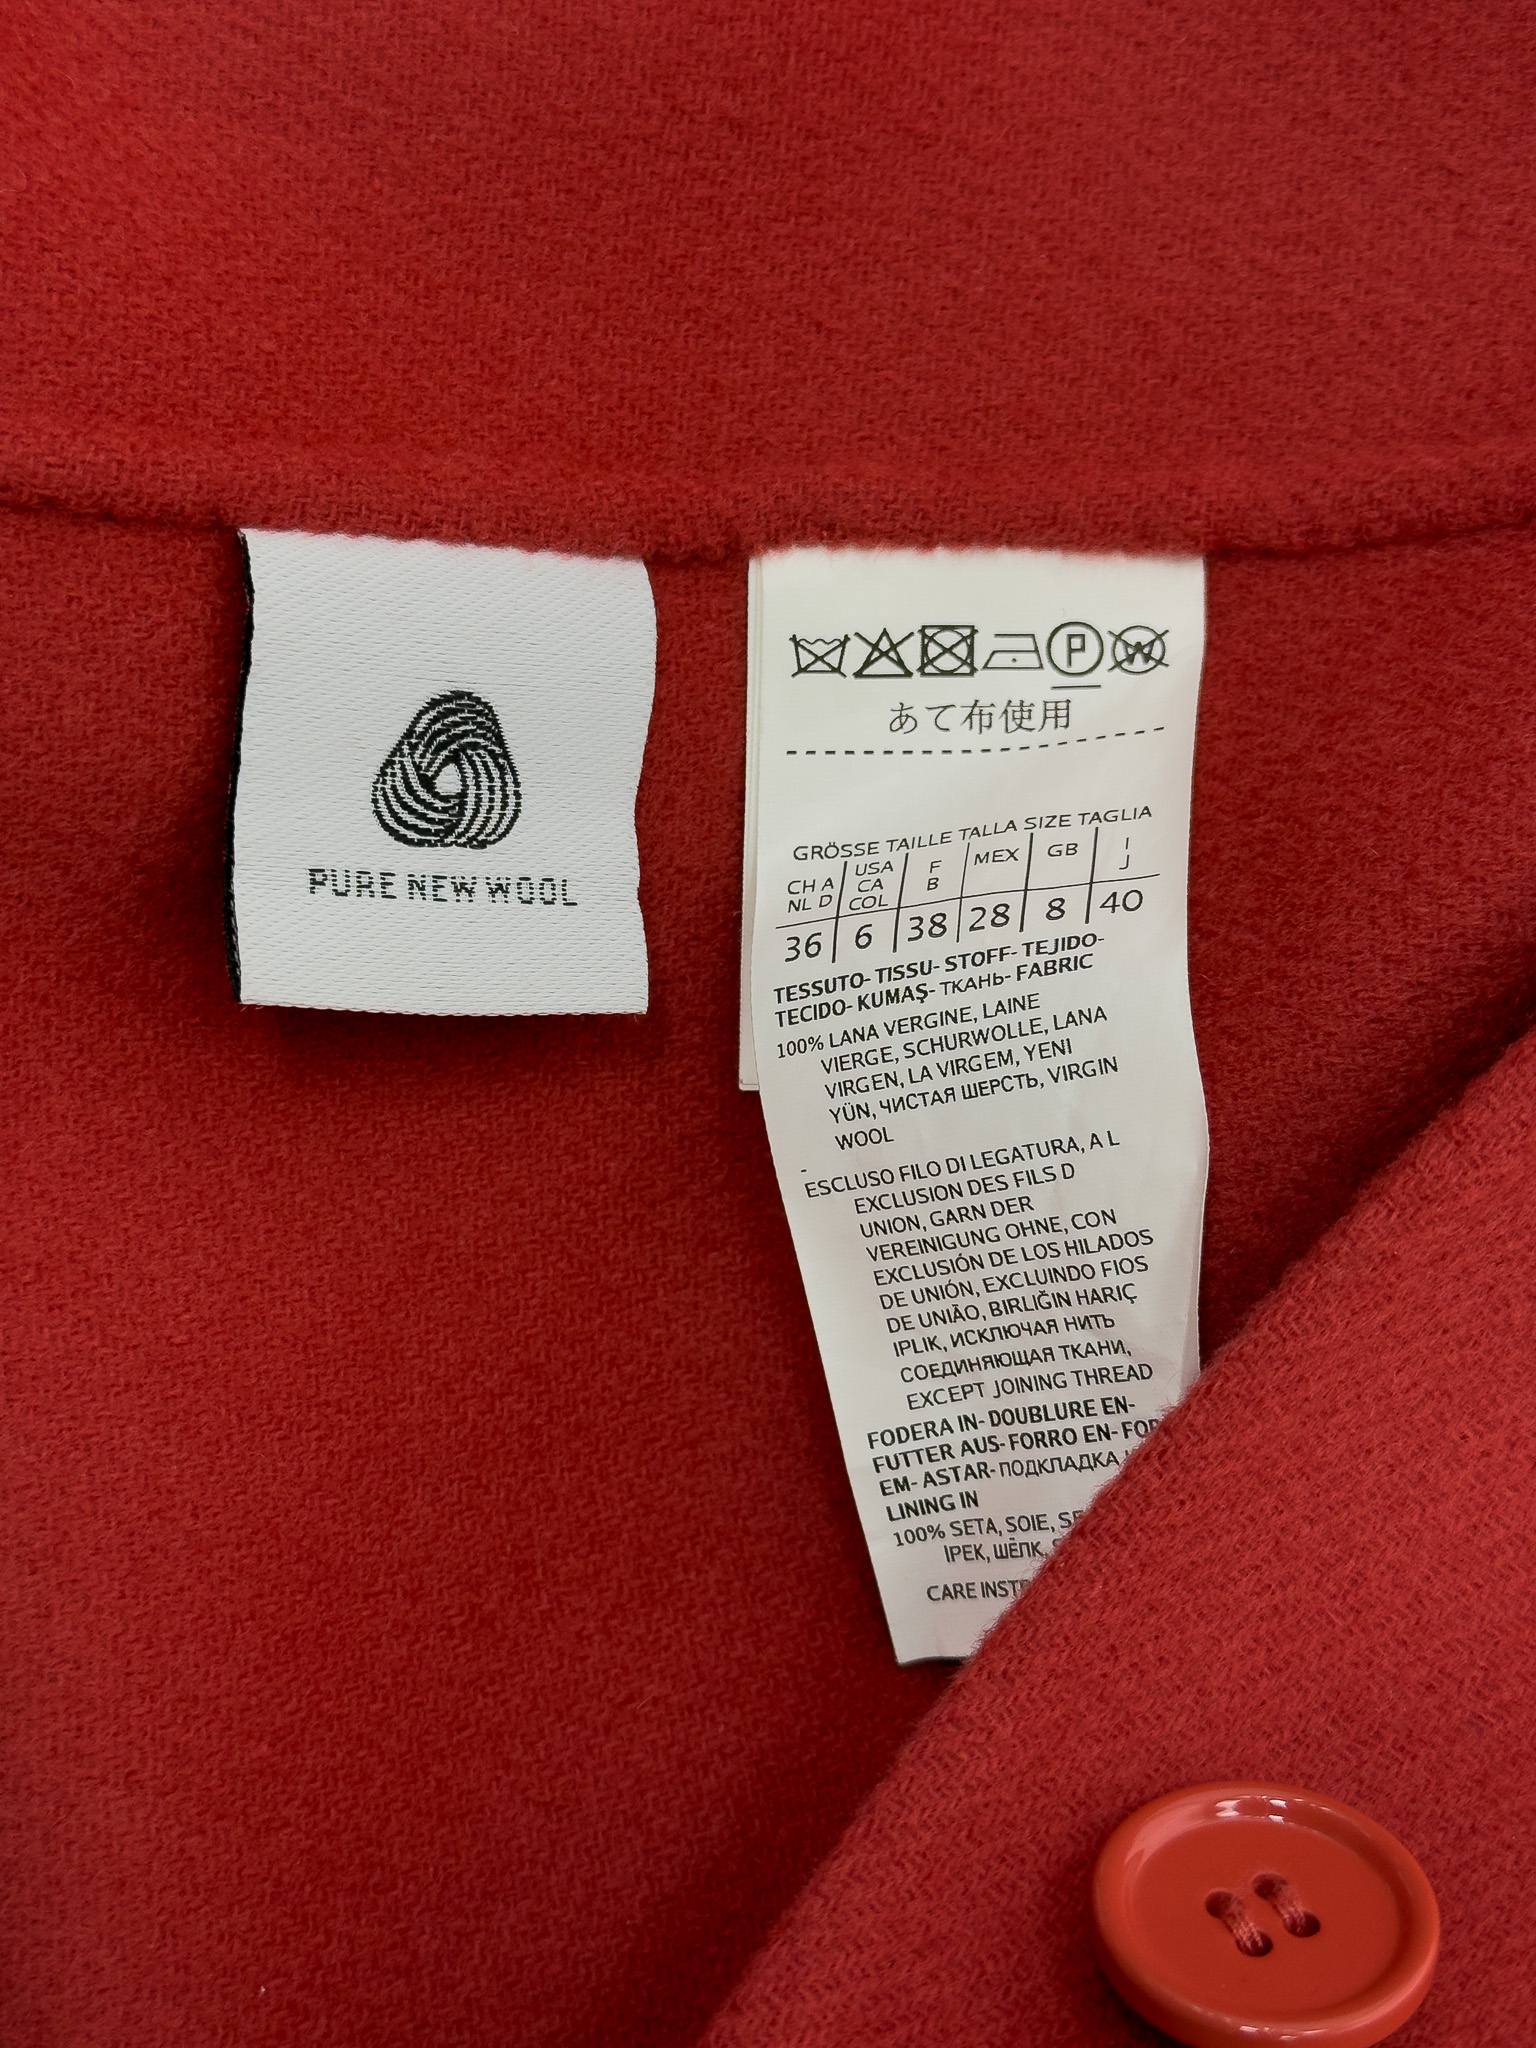 PURE NEW WOOL
P W
あて布使用
GRÖSSE TAILLE TALLA SIZE TAGLIA
CH A NL D USA CA COL F B MEX GB I J
36 6 38 28 8 40
TESSUTO- TISSU- STOFF- TEJIDO-
TECIDO- KUMAŞ- ТКАНЬ- FABRIC
100% LANA VERGINE, LAINE
VIERGE, SCHURWOLLE, LANA
VIRGEN, LA VIRGEM, YENI
YÜN, ЧИСТАЯ ШЕРСТЬ, VIRGIN
WOOL
-
ESCLUSO FILO DI LEGATURA, A L
EXCLUSION DES FILS D
UNION, GARN DER
VEREINIGUNG OHNE, CON
EXCLUSIÓN DE LOS HILADOS
DE UNIÓN, EXCLUINDO FIOS
DE UNIÃO, BIRLIĞIN HARIÇ
IPLIK, ИСКЛЮЧАЯ НИТЬ
СОЕДИНЯЮЩАЯ ТКАНИ,
EXCEPT JOINING THREAD
FODERA IN- DOUBLURE EN-
FUTTER AUS- FORRO EN-
EM- ASTAR- ПОДКЛАДКА
LINING IN
100% SETA, SOIE,
İPEK, ШЁЛК,
CARE